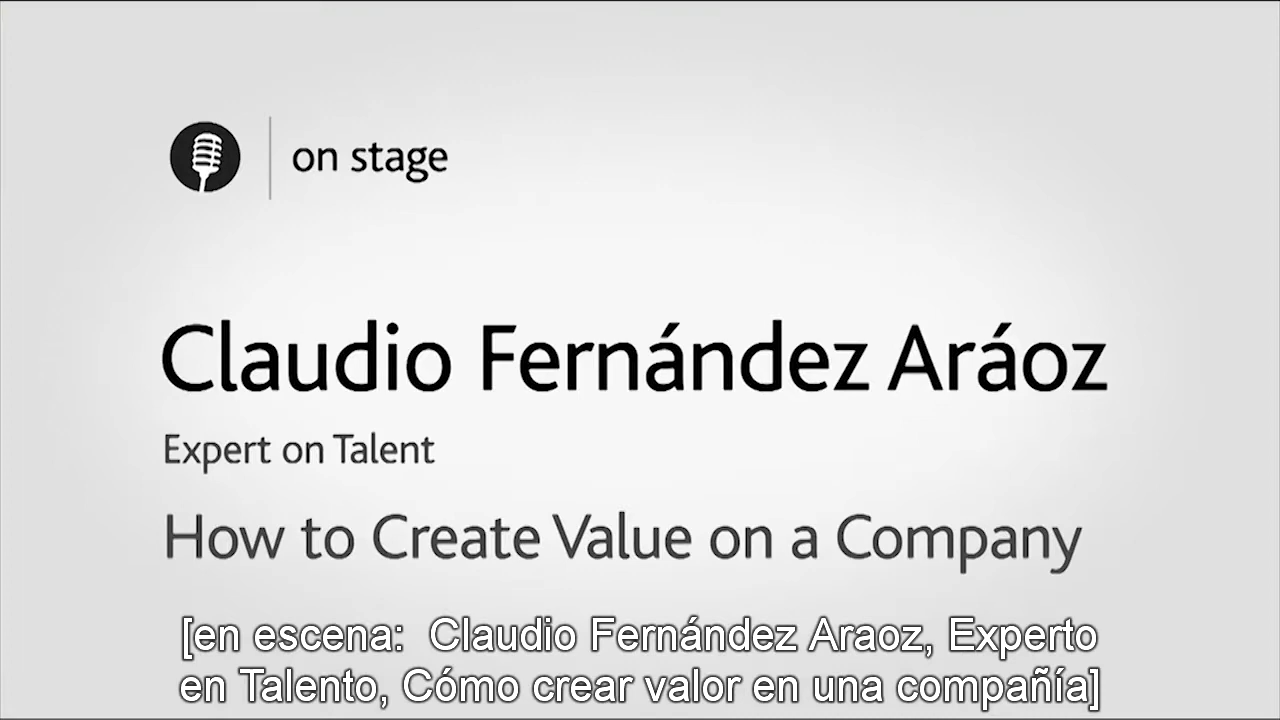 on stage
Claudio Fernández Aráoz
Expert on Talent
How to Create Value on a Company
[en escena:  Claudio Fernández Araoz, Experto
en Talento, Cómo crear valor en una compañía]